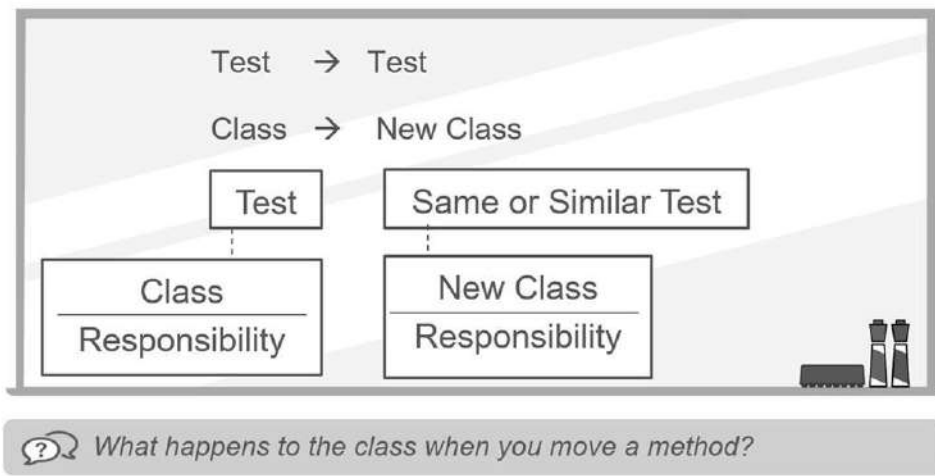 Test → Test
Class → New Class
Test
Same or Similar Test
Class
Responsibility
New Class
Responsibility
? What happens to the class when you move a method?